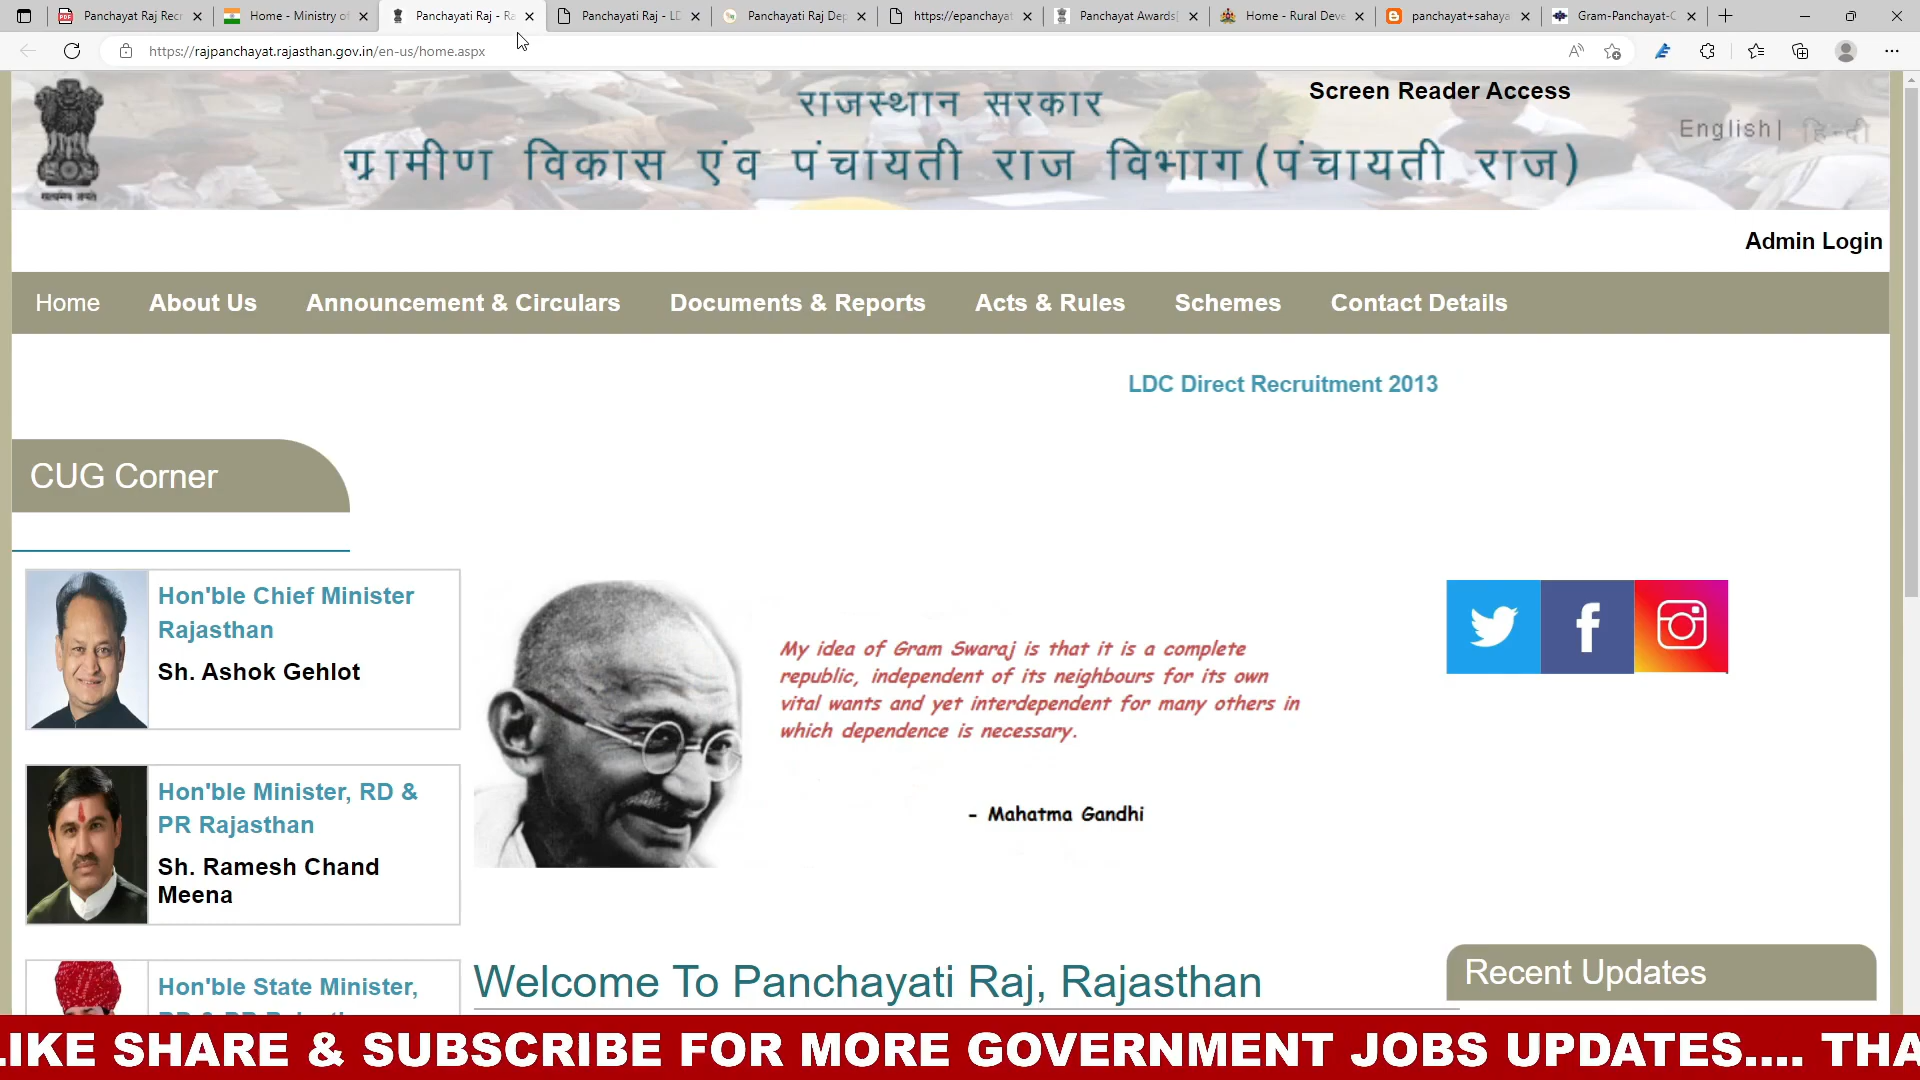 Panchayat Raj Recr
Home - Ministry of
Panchayati Raj - Ra
Panchayati Raj - LD
Panchayati Raj Dep
https://epanchayat
Panchayat Awards|
Home - Rural Deve
panchayat+sahaya
Gram-Panchayat-C
https://rajpanchayat.rajasthan.gov.in/en-us/home.aspx
राजस्थान सरकार
Screen Reader Access
English| हिन्दी
ग्रामीण विकास एंव पंचायती राज विभाग(पंचायती राज)
सत्यमेव जयते
Admin Login
Home About Us Announcement & Circulars Documents & Reports Acts & Rules Schemes Contact Details
LDC Direct Recruitment 2013
CUG Corner
Hon'ble Chief Minister
Rajasthan
Sh. Ashok Gehlot
My idea of Gram Swaraj is that it is a complete
republic, independent of its neighbours for its own
vital wants and yet interdependent for many others in
which dependence is necessary.
- Mahatma Gandhi
Hon'ble Minister, RD &
PR Rajasthan
Sh. Ramesh Chand
Meena
Hon'ble State Minister,
Welcome To Panchayati Raj, Rajasthan
Recent Updates
LIKE SHARE & SUBSCRIBE FOR MORE GOVERNMENT JOBS UPDATES.... THA